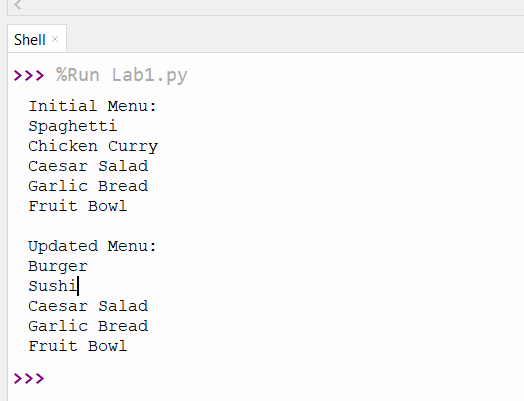 Shell ×
>>> %Run Lab1.py
Initial Menu:
Spaghetti
Chicken Curry
Caesar Salad
Garlic Bread
Fruit Bowl
Updated Menu:
Burger
Sushi
Caesar Salad
Garlic Bread
Fruit Bowl
>>>